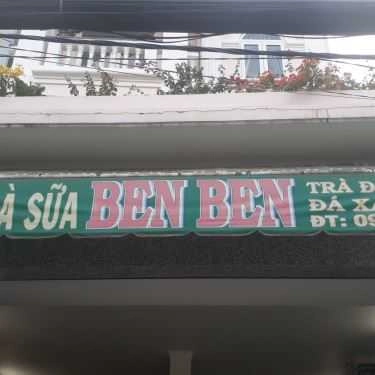 À SỮA BEN BEN
TRÀ Đ
ĐÁ XA
ĐT: 09